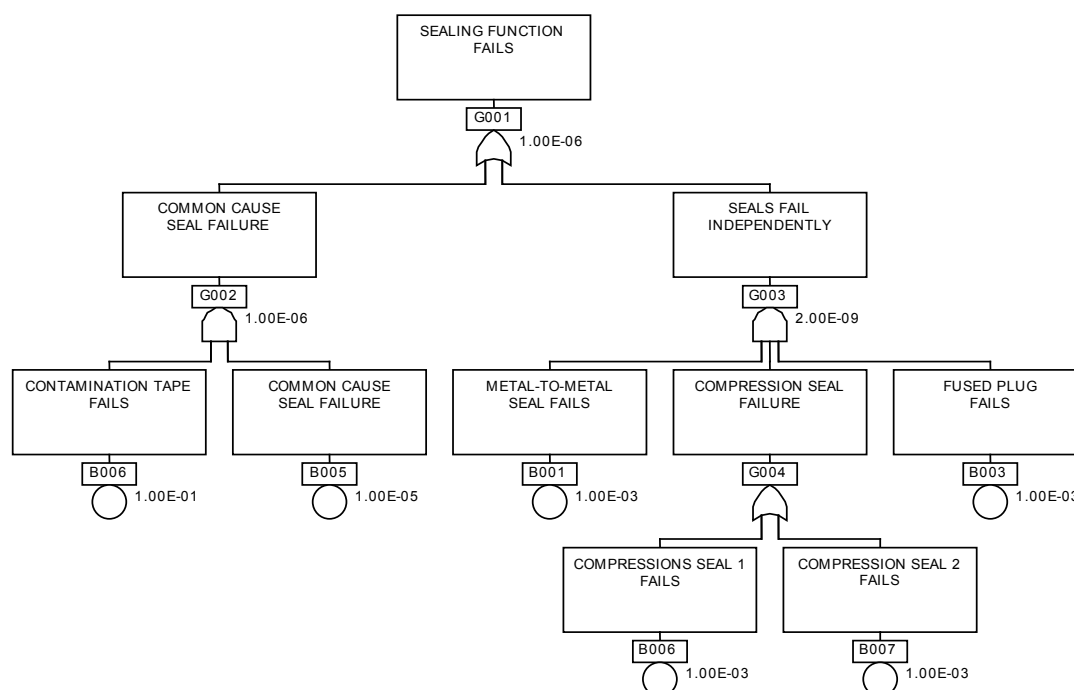 SEALING FUNCTION
FAILS
G001
1.00E-06
COMMON CAUSE
SEAL FAILURE
SEALS FAIL
INDEPENDENTLY
G002
1.00E-06
G003
2.00E-09
CONTAMINATION TAPE
FAILS
COMMON CAUSE
SEAL FAILURE
METAL-TO-METAL
SEAL FAILS
COMPRESSION SEAL
FAILURE
FUSED PLUG
FAILS
B006
1.00E-01
B005
1.00E-05
B001
1.00E-03
G004
B003
1.00E-03
COMPRESSIONS SEAL 1
FAILS
COMPRESSION SEAL 2
FAILS
B006
1.00E-03
B007
1.00E-03